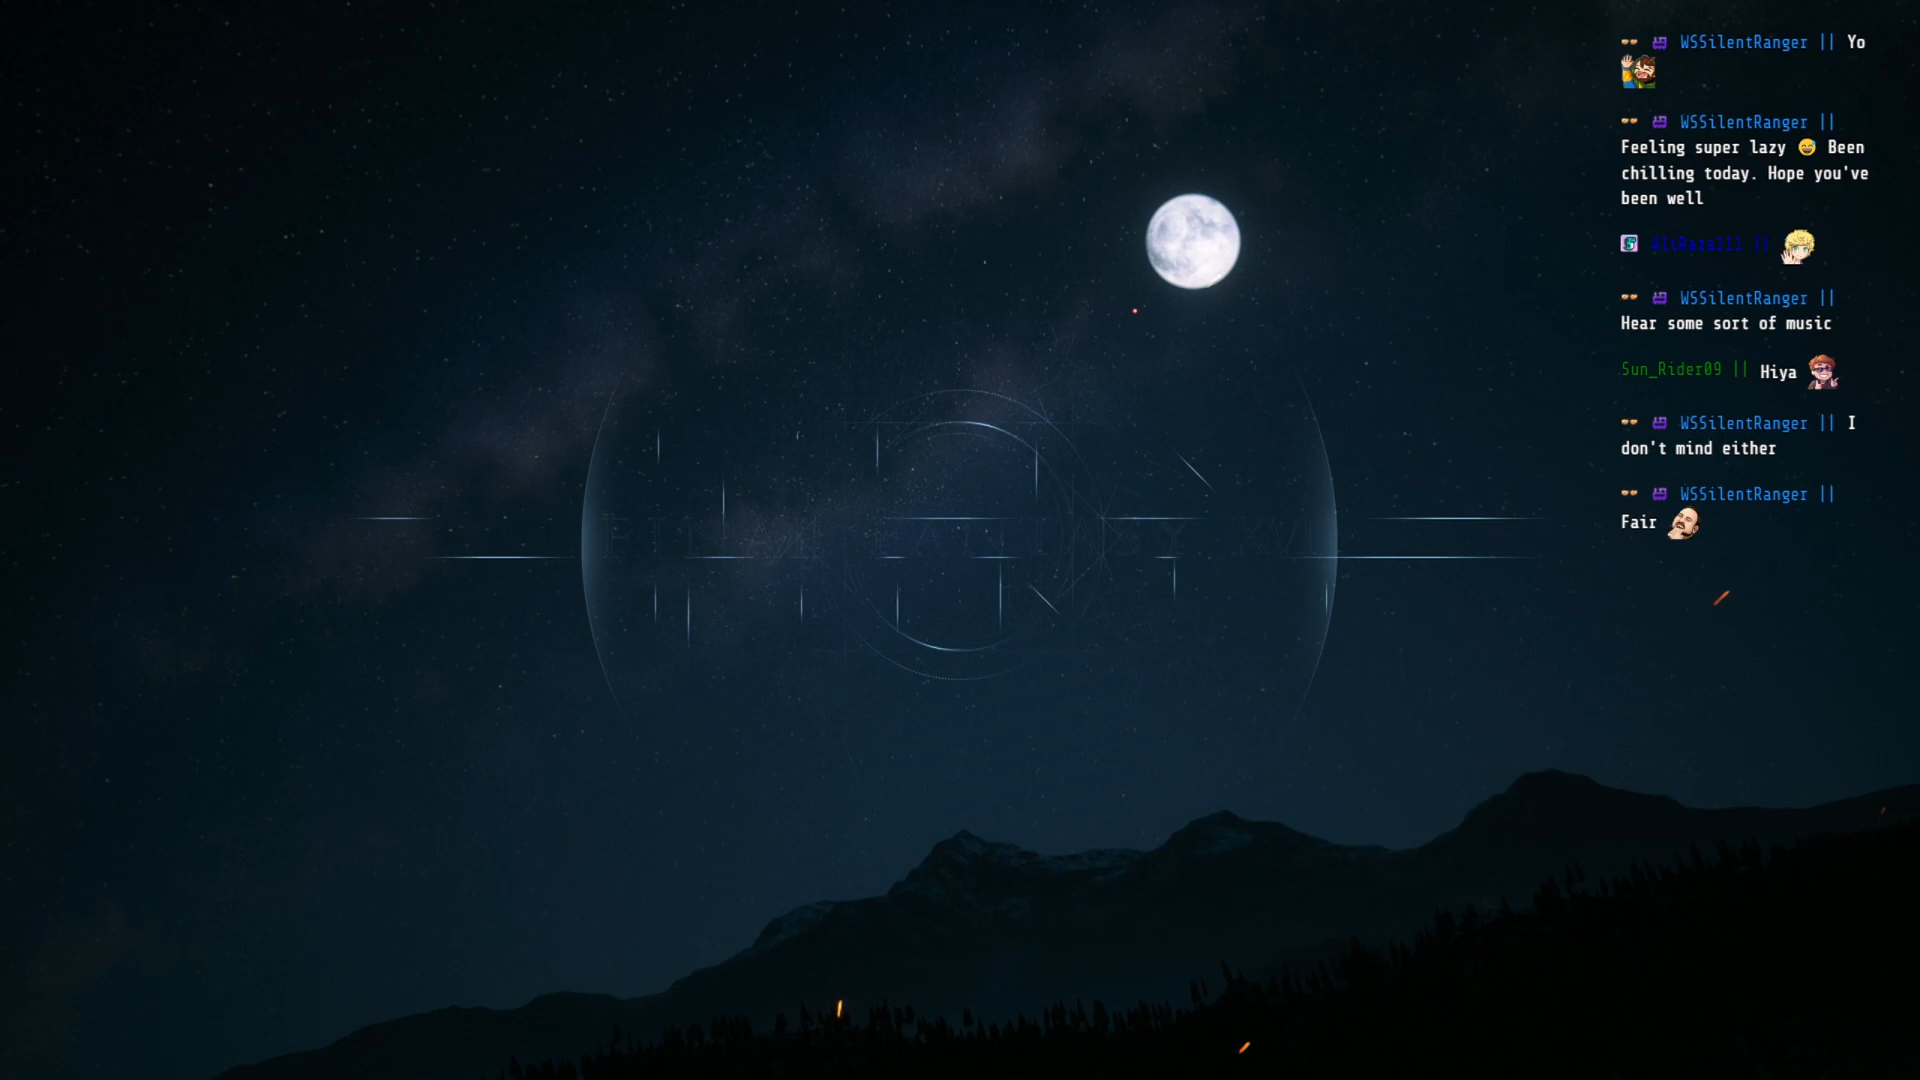 WSSilentRanger || Yo
WSSilentRanger ||
Feeling super lazy 😅 Been
chilling today. Hope you've
been well
AliRaza111 ||
WSSilentRanger ||
Hear some sort of music
Sun_Rider09 || Hiya
WSSilentRanger || I
don't mind either
WSSilentRanger ||
Fair